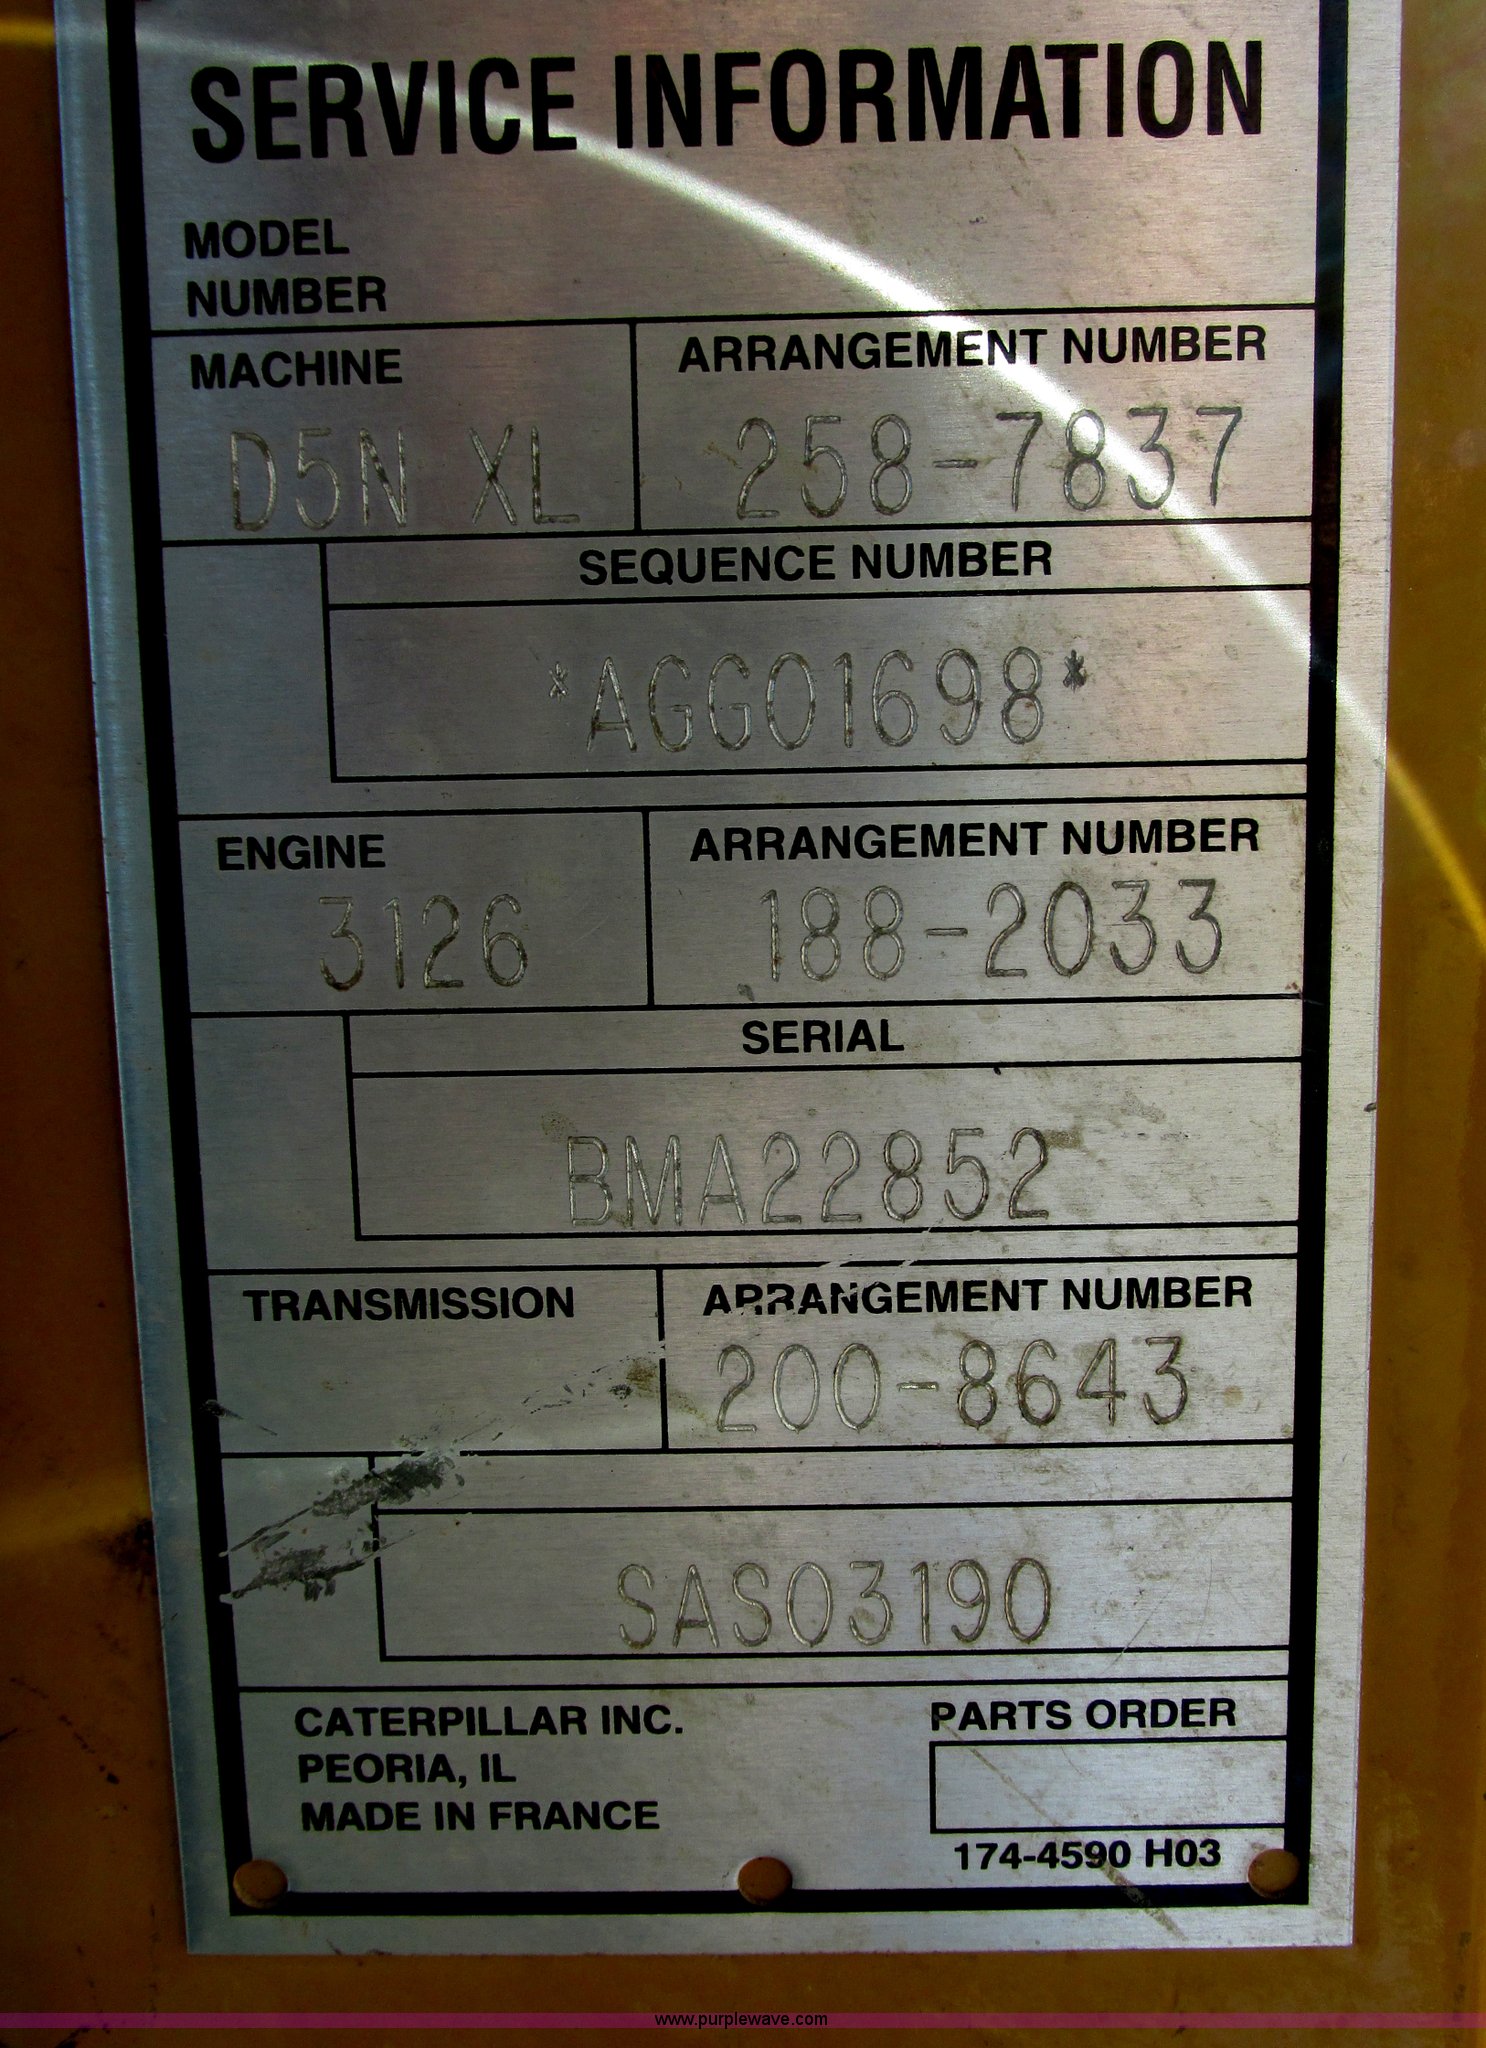 SERVICE INFORMATION
MODEL
NUMBER
MACHINE
ARRANGEMENT NUMBER
D5N XL
258-7837
SEQUENCE NUMBER
*AGG01698*
ENGINE
ARRANGEMENT NUMBER
3126
188-2033
SERIAL
BMA22852
TRANSMISSION
ARRANGEMENT NUMBER
200-8643
SAS03190
CATERPILLAR INC.
PEORIA, IL
MADE IN FRANCE
PARTS ORDER
174-4590 H03
www.purplewave.com